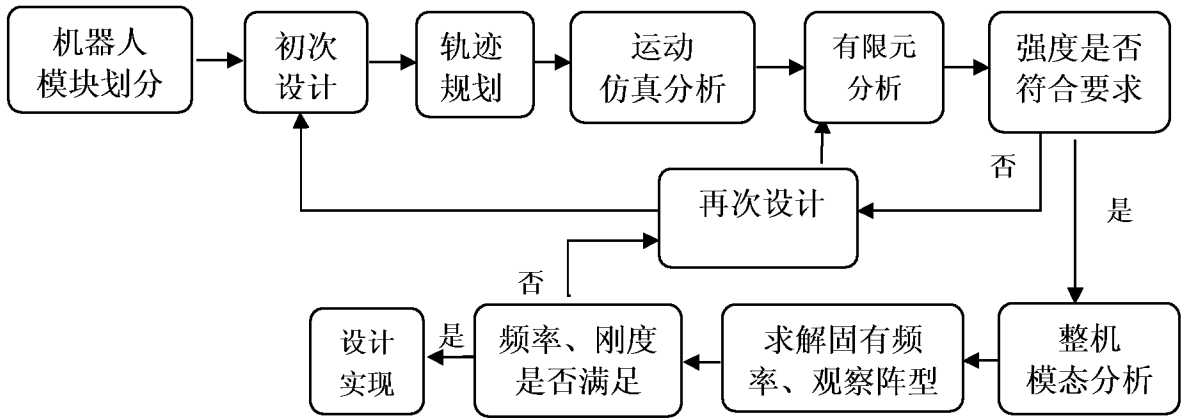 机器人
模块划分
初次
设计
轨迹
规划
运动
仿真分析
有限元
分析
强度是否
符合要求
否
是
再次设计
否
设计
实现
是
频率、刚度
是否满足
求解固有频
率、观察阵型
整机
模态分析